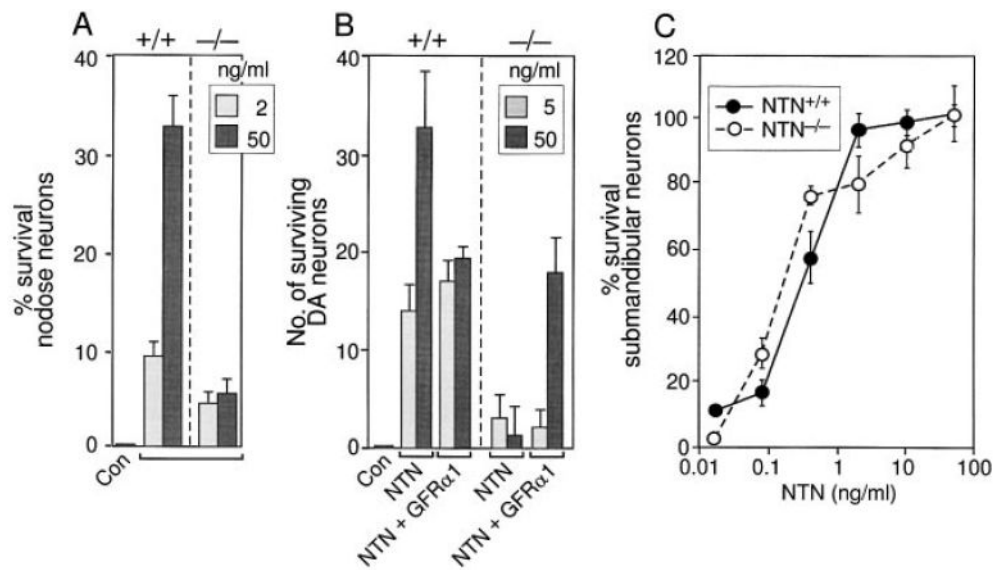 A
+/+ –/–
% survival
nodose neurons
40
30
20
10
0
ng/ml
2
50
Con
B
+/+ –/–
No. of surviving
DA neurons
40
30
20
10
0
ng/ml
5
50
Con
NTN
NTN + GFRα1
NTN
NTN + GFRα1
C
% survival
submandibular neurons
120
100
80
60
40
20
0
NTN+/+
NTN–/–
0.01 0.1 1 10 100
NTN (ng/ml)